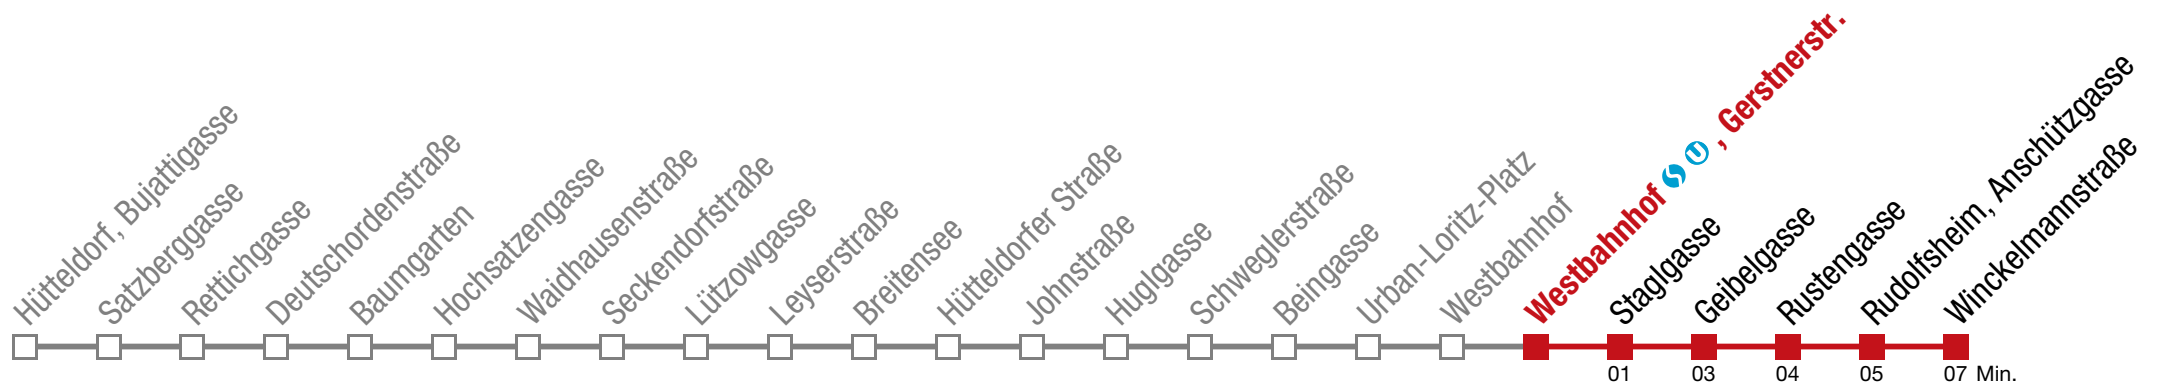 Hütteldorf, Bujattigasse
Satzberggasse
Rettichgasse
Deutschordenstraße
Baumgarten
Hochsatzengasse
Waidhausenstraße
Seckendorfstraße
Lützowgasse
Leyserstraße
Breitensee
Hütteldorfer Straße
Johnstraße
Huglgasse
Schweglerstraße
Beingasse
Urban-Loritz-Platz
Westbahnhof
Westbahnhof S U, Gerstnerstr.
Staglgasse
Geibelgasse
Rustengasse
Rudolfsheim, Anschützgasse
Winckelmannstraße
01 03 04 05 07 Min.